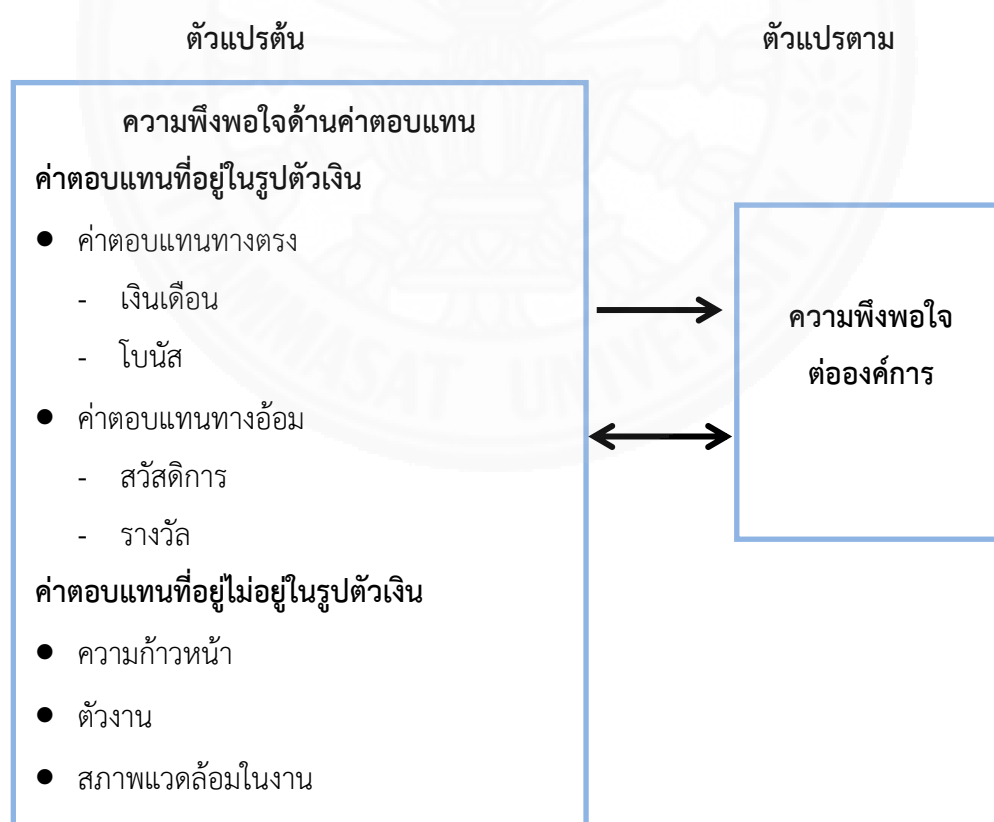 ตัวแปรต้น
ตัวแปรตาม
ความพึงพอใจด้านค่าตอบแทน
ค่าตอบแทนที่อยู่ในรูปตัวเงิน
● ค่าตอบแทนทางตรง
- เงินเดือน
- โบนัส
● ค่าตอบแทนทางอ้อม
- สวัสดิการ
- รางวัล
ค่าตอบแทนที่อยู่ไม่อยู่ในรูปตัวเงิน
● ความก้าวหน้า
● ตัวงาน
● สภาพแวดล้อมในงาน
ความพึงพอใจ
ต่อองค์การ